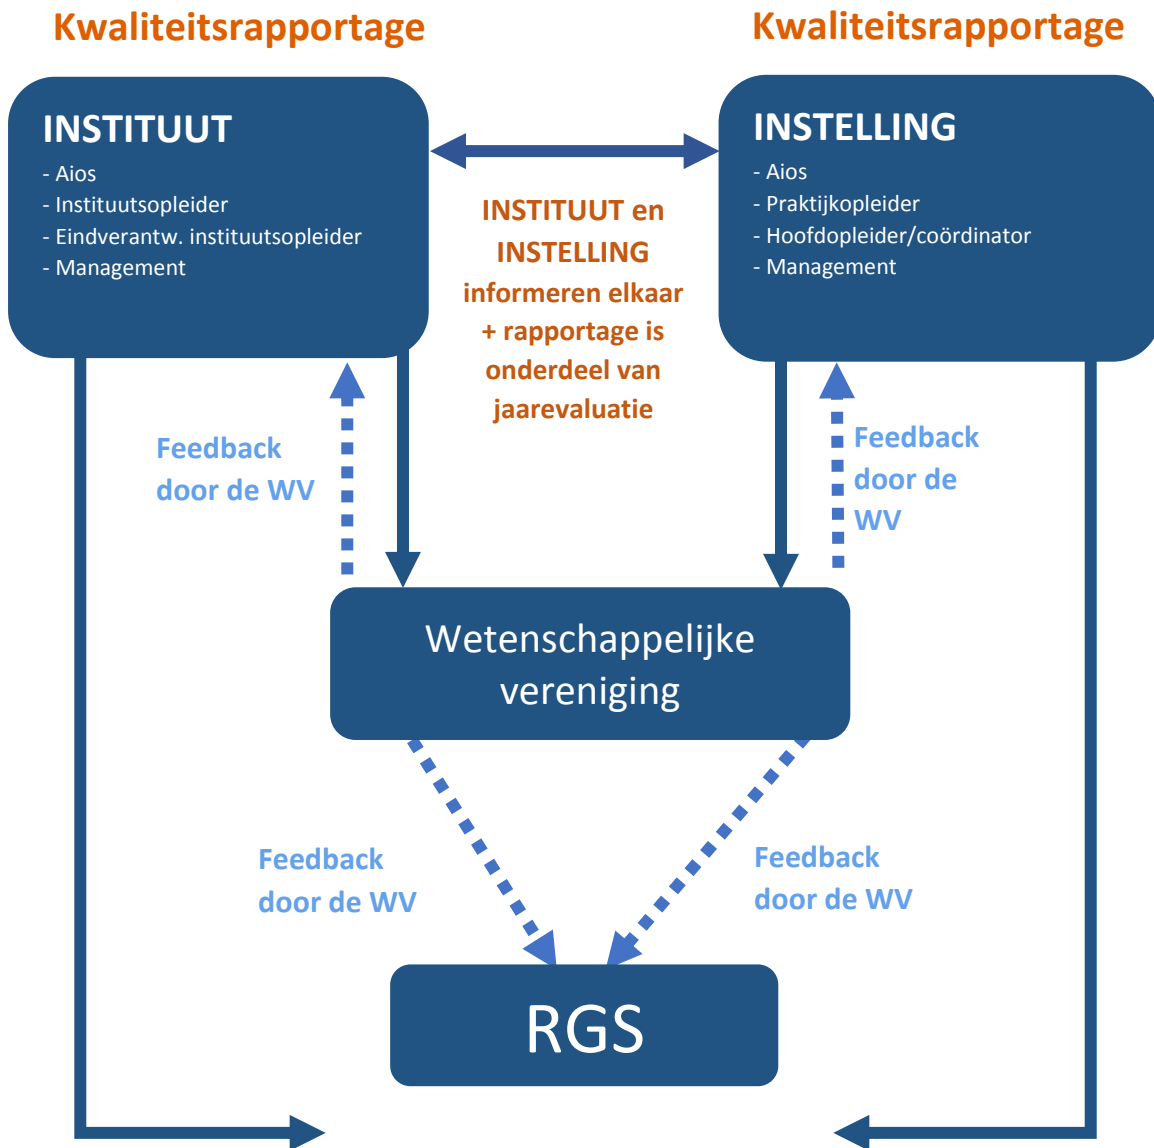 Kwaliteitsrapportage
Kwaliteitsrapportage
INSTITUUT
- Aios
- Instituutsopleider
- Eindverantw. instituutsopleider
- Management
INSTELLING
- Aios
- Praktijkopleider
- Hoofdopleider/coördinator
- Management
INSTITUUT en
INSTELLING
informeren elkaar
+ rapportage is
onderdeel van
jaarevaluatie
Feedback
door de WV
Feedback
door de
WV
Wetenschappelijke
vereniging
Feedback
door de WV
Feedback
door de WV
RGS